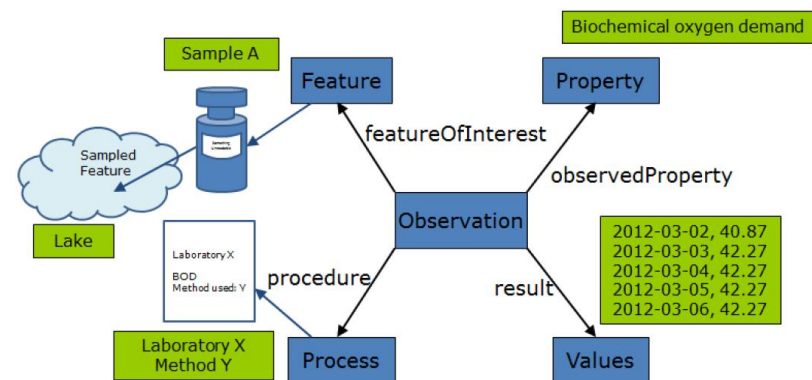 Biochemical oxygen demand
Sample A
Feature
Property
featureOfInterest
Sampled
Feature
observedProperty
Observation
Lake
2012-03-02, 40.87
2012-03-03, 42.27
2012-03-04, 42.27
2012-03-05, 42.27
2012-03-06, 42.27
Laboratory X
BOD
Method used: Y
procedure
result
Laboratory X
Method Y
Process
Values